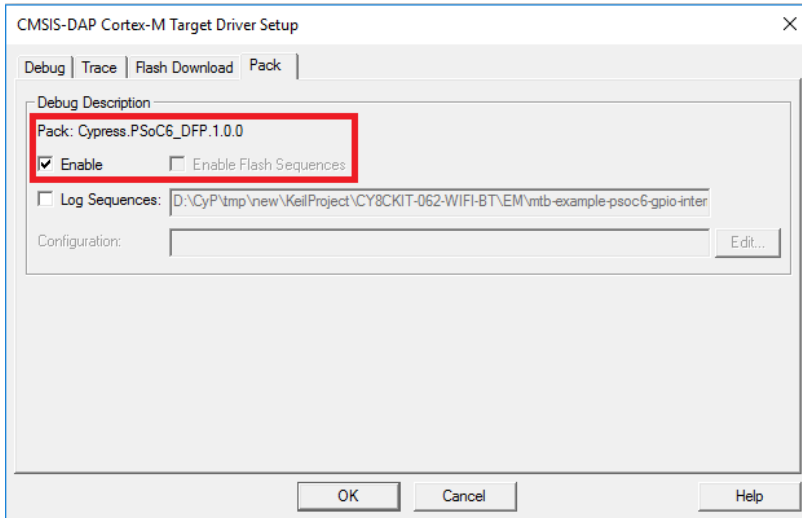 CMSIS-DAP Cortex-M Target Driver Setup
Debug Trace Flash Download Pack
Debug Description
Pack: Cypress.PSoC6_DFP.1.0.0
Enable Enable Flash Sequences
Log Sequences: D:\CyP\tmp\new\KeilProject\CY8CKIT-062-WIFI-BT\EM\mtb-example-psoc6-gpio-inter
Configuration: Edit...
OK Cancel Help